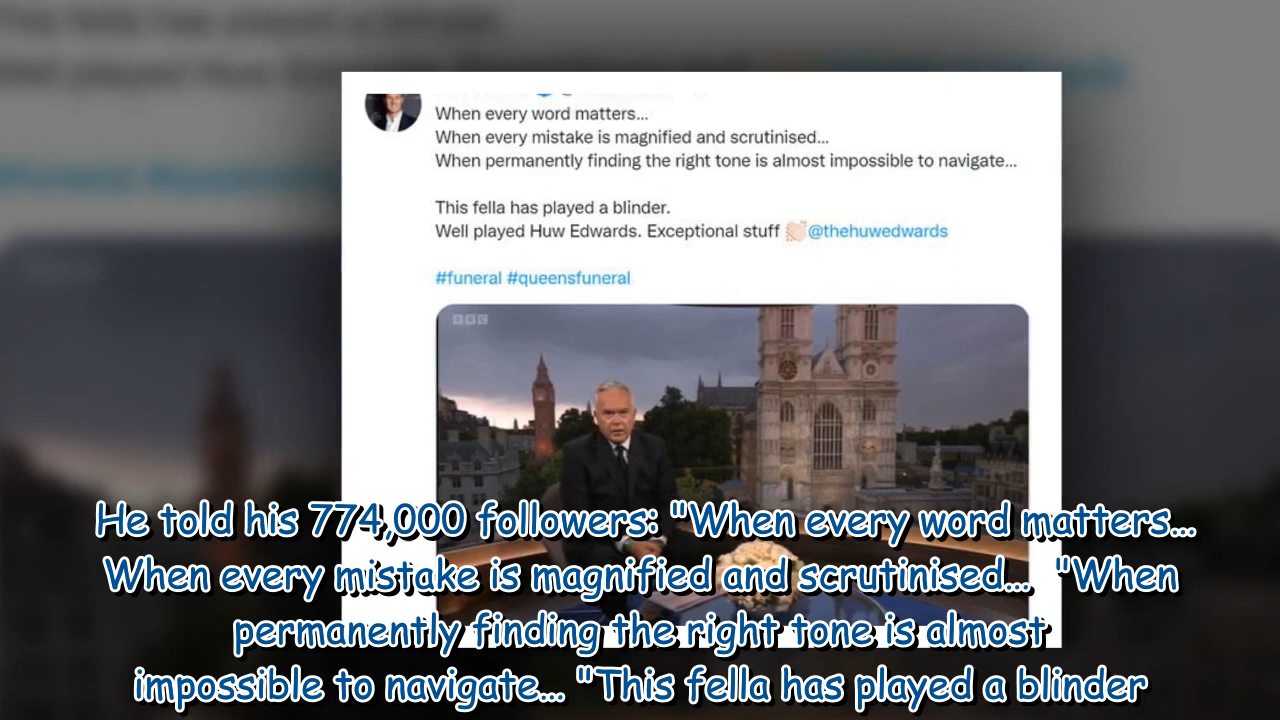 When every word matters...
When every mistake is magnified and scrutinised...
When permanently finding the right tone is almost impossible to navigate...
This fella has played a blinder.
Well played Huw Edwards. Exceptional stuff 👏🏻@thehuwedwards
#funeral #queensfuneral
BBC
He told his 774,000 followers: "When every word matters...
When every mistake is magnified and scrutinised... "When
permanently finding the right tone is almost
impossible to navigate... "This fella has played a blinder